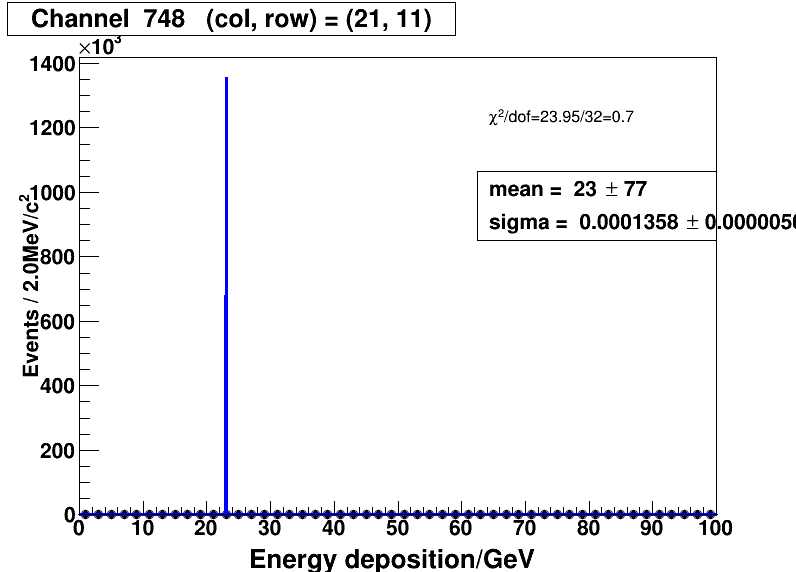 Channel 748 (col, row) = (21, 11)
×10³
1400
1200
1000
800
600
400
200
0
Events / 2.0MeV/c²
χ²/dof=23.95/32=0.7
mean = 23 ± 77
sigma = 0.0001358 ± 0.0000050
0 10 20 30 40 50 60 70 80 90 100
Energy deposition/GeV